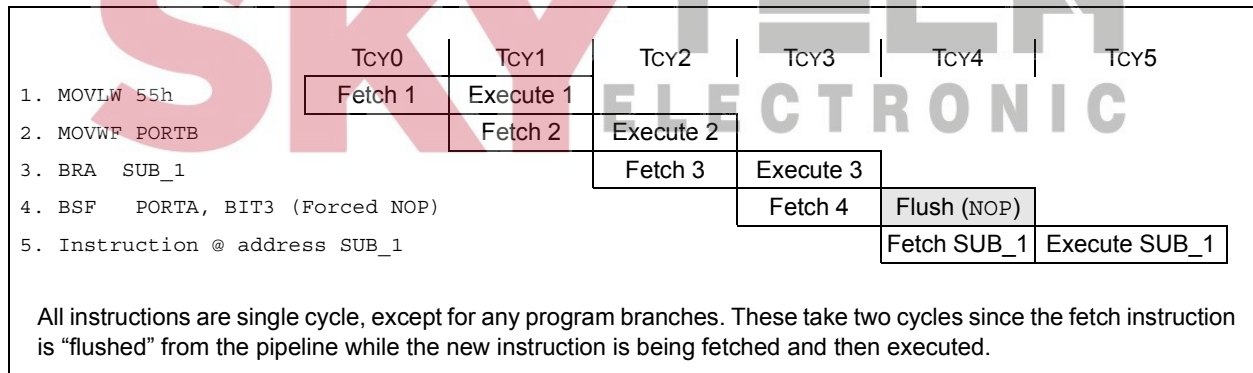 SKYTECH
ELECTRONIC
TCY0 TCY1 TCY2 TCY3 TCY4 TCY5
1. MOVLW 55h Fetch 1 Execute 1
2. MOVWF PORTB Fetch 2 Execute 2
3. BRA SUB_1 Fetch 3 Execute 3
4. BSF PORTA, BIT3 (Forced NOP) Fetch 4 Flush (NOP)
5. Instruction @ address SUB_1 Fetch SUB_1 Execute SUB_1
All instructions are single cycle, except for any program branches. These take two cycles since the fetch instruction
is “flushed” from the pipeline while the new instruction is being fetched and then executed.